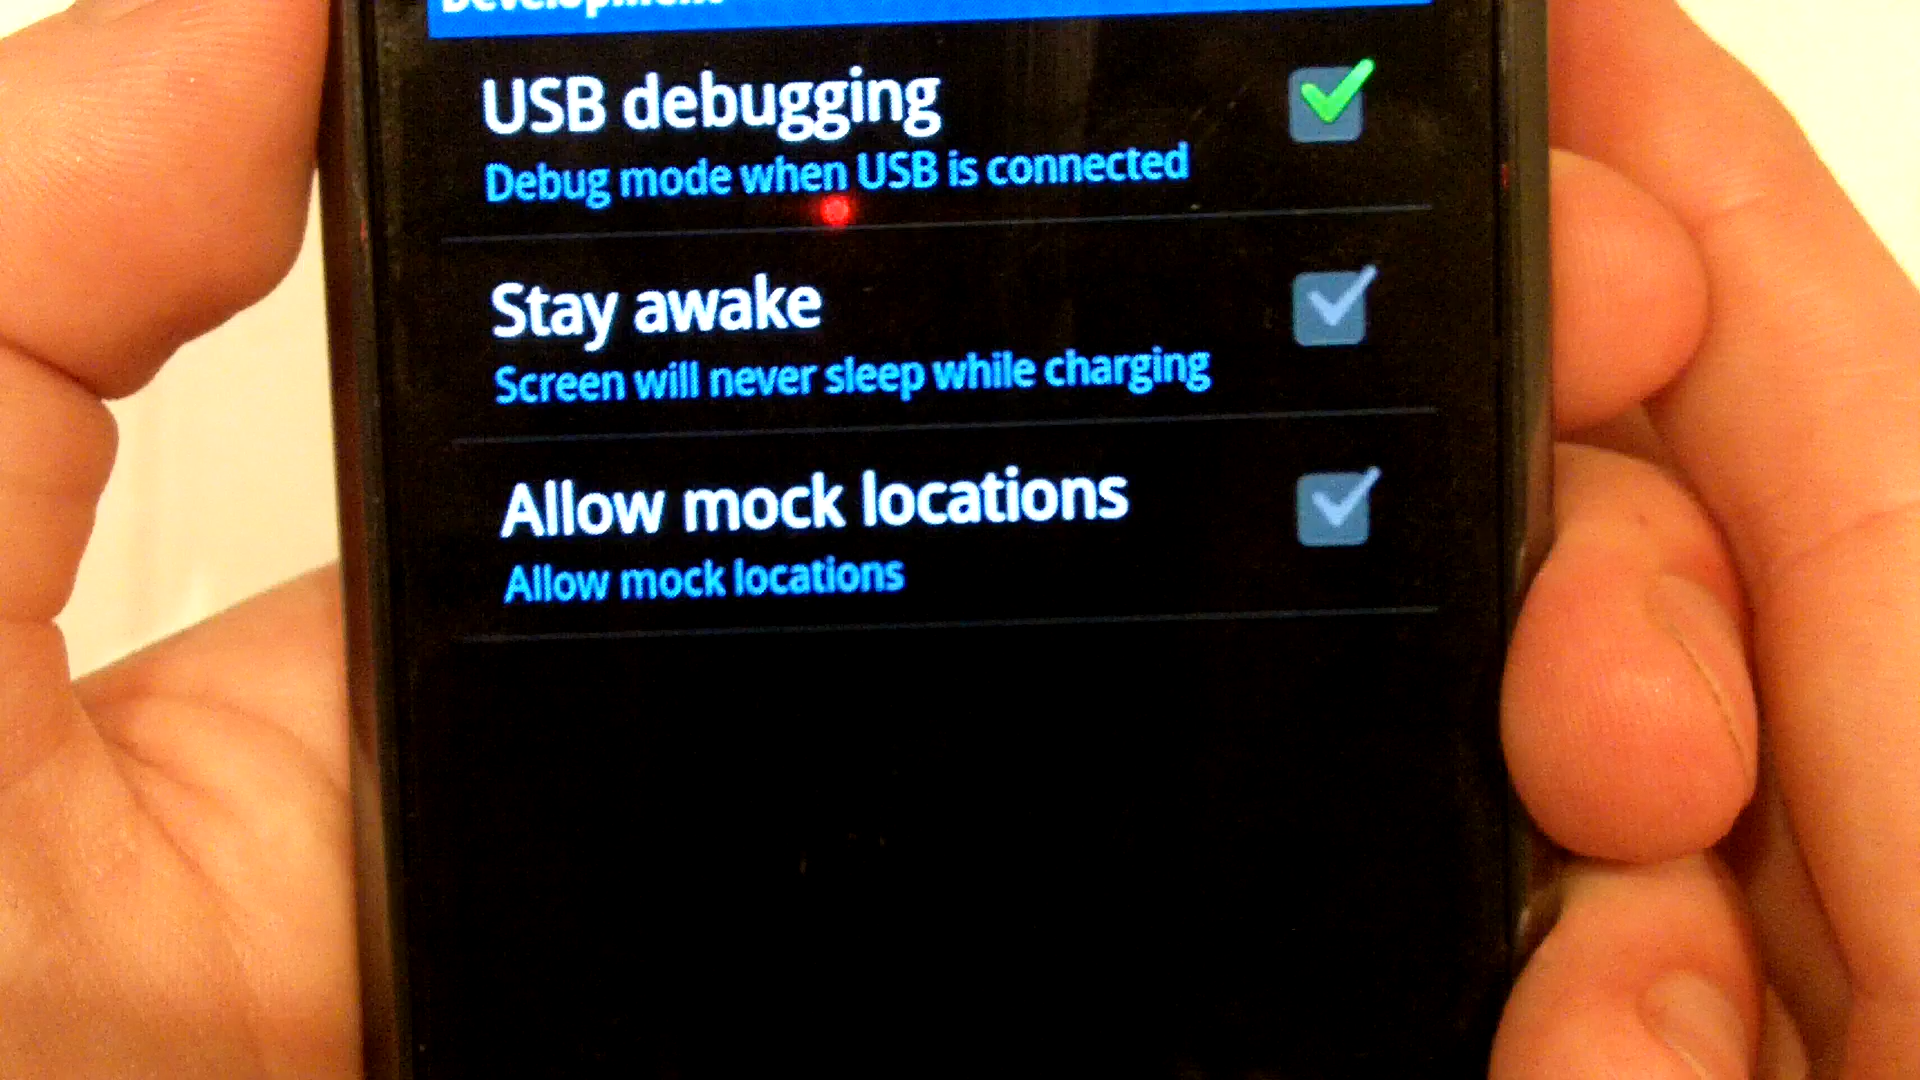 Development
USB debugging
Debug mode when USB is connected
Stay awake
Screen will never sleep while charging
Allow mock locations
Allow mock locations